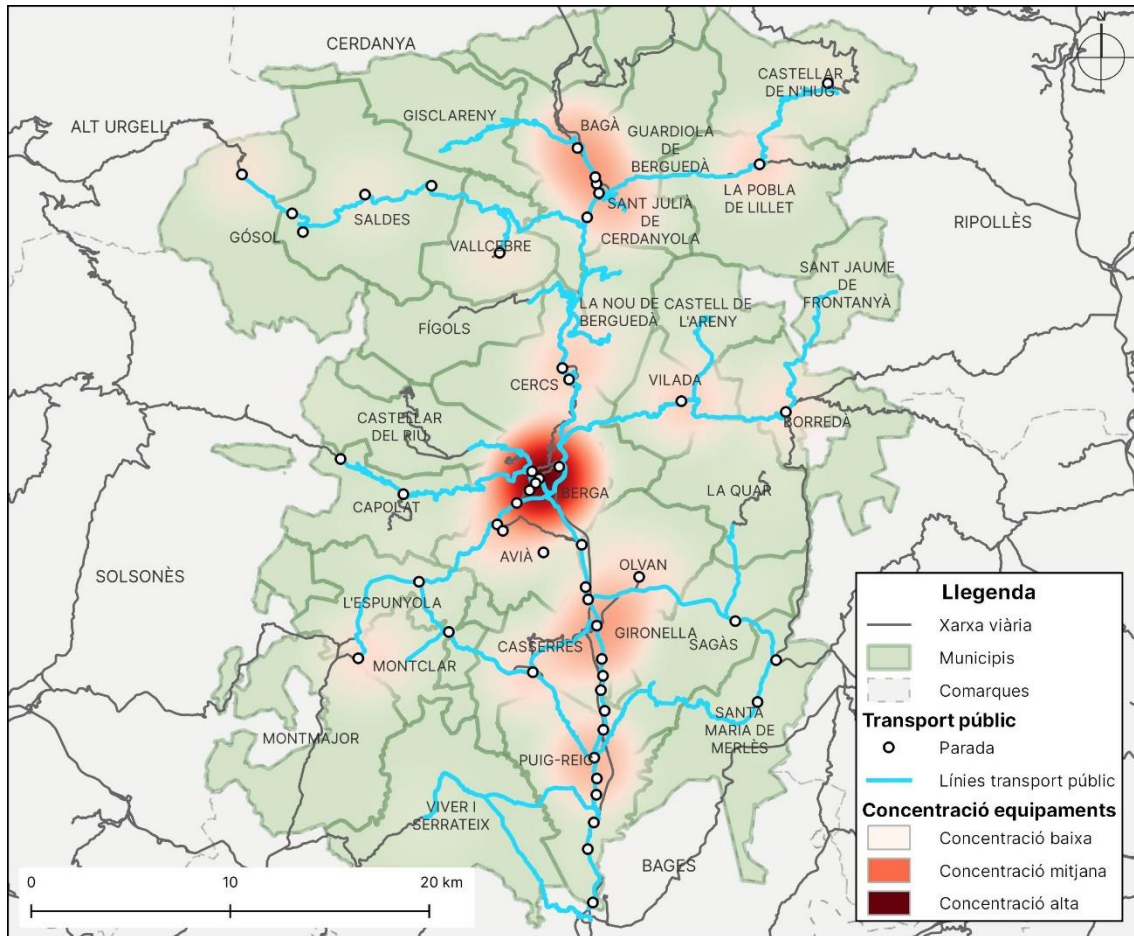 CERDANYA
N
CASTELLAR
DE N'HUG
ALT URGELL
GISCLARENY
BAGÀ
GUARDIOLA
DE
BERGUEDÀ
LA POBLA
DE LILLET
SALDES
GÓSOL
SANT JULIÀ
DE
CERDANYOLA
RIPOLLÈS
VALLCEBRE
SANT JAUME
DE
FRONTANYÀ
LA NOU DE
BERGUEDÀ
CASTELL DE
L'ARENY
FÍGOLS
CERCS
VILADA
BORREDÀ
CASTELLAR
DEL RIU
BERGA
LA QUAR
CAPOLAT
AVIÀ
OLVAN
SOLSONÈS
L'ESPUNYOLA
GIRONELLA
SAGÀS
CASSERRES
MONTCLAR
SANTA
MARIA DE
MERLÈS
MONTMAJOR
PUIG-REIG
VIVER I
SERRATEIX
BAGES
0 10 20 km
Llegenda
Xarxa viària
Municipis
Comarques
Transport públic
Parada
Línies transport públic
Concentració equipaments
Concentració baixa
Concentració mitjana
Concentració alta